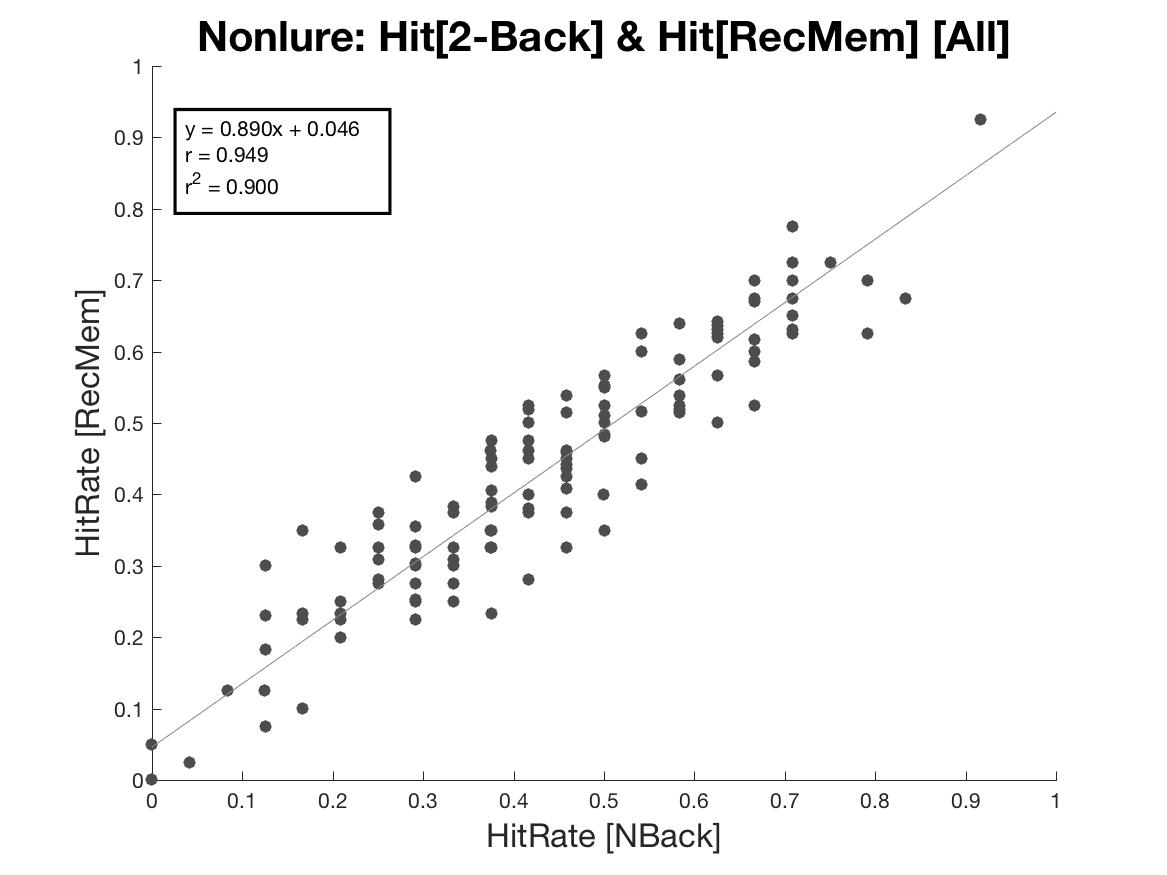 Nonlure: Hit[2-Back] & Hit[RecMem] [All]
y = 0.890x + 0.046
r = 0.949
r² = 0.900
HitRate [RecMem]
1
0.9
0.8
0.7
0.6
0.5
0.4
0.3
0.2
0.1
0
0 0.1 0.2 0.3 0.4 0.5 0.6 0.7 0.8 0.9 1
HitRate [NBack]